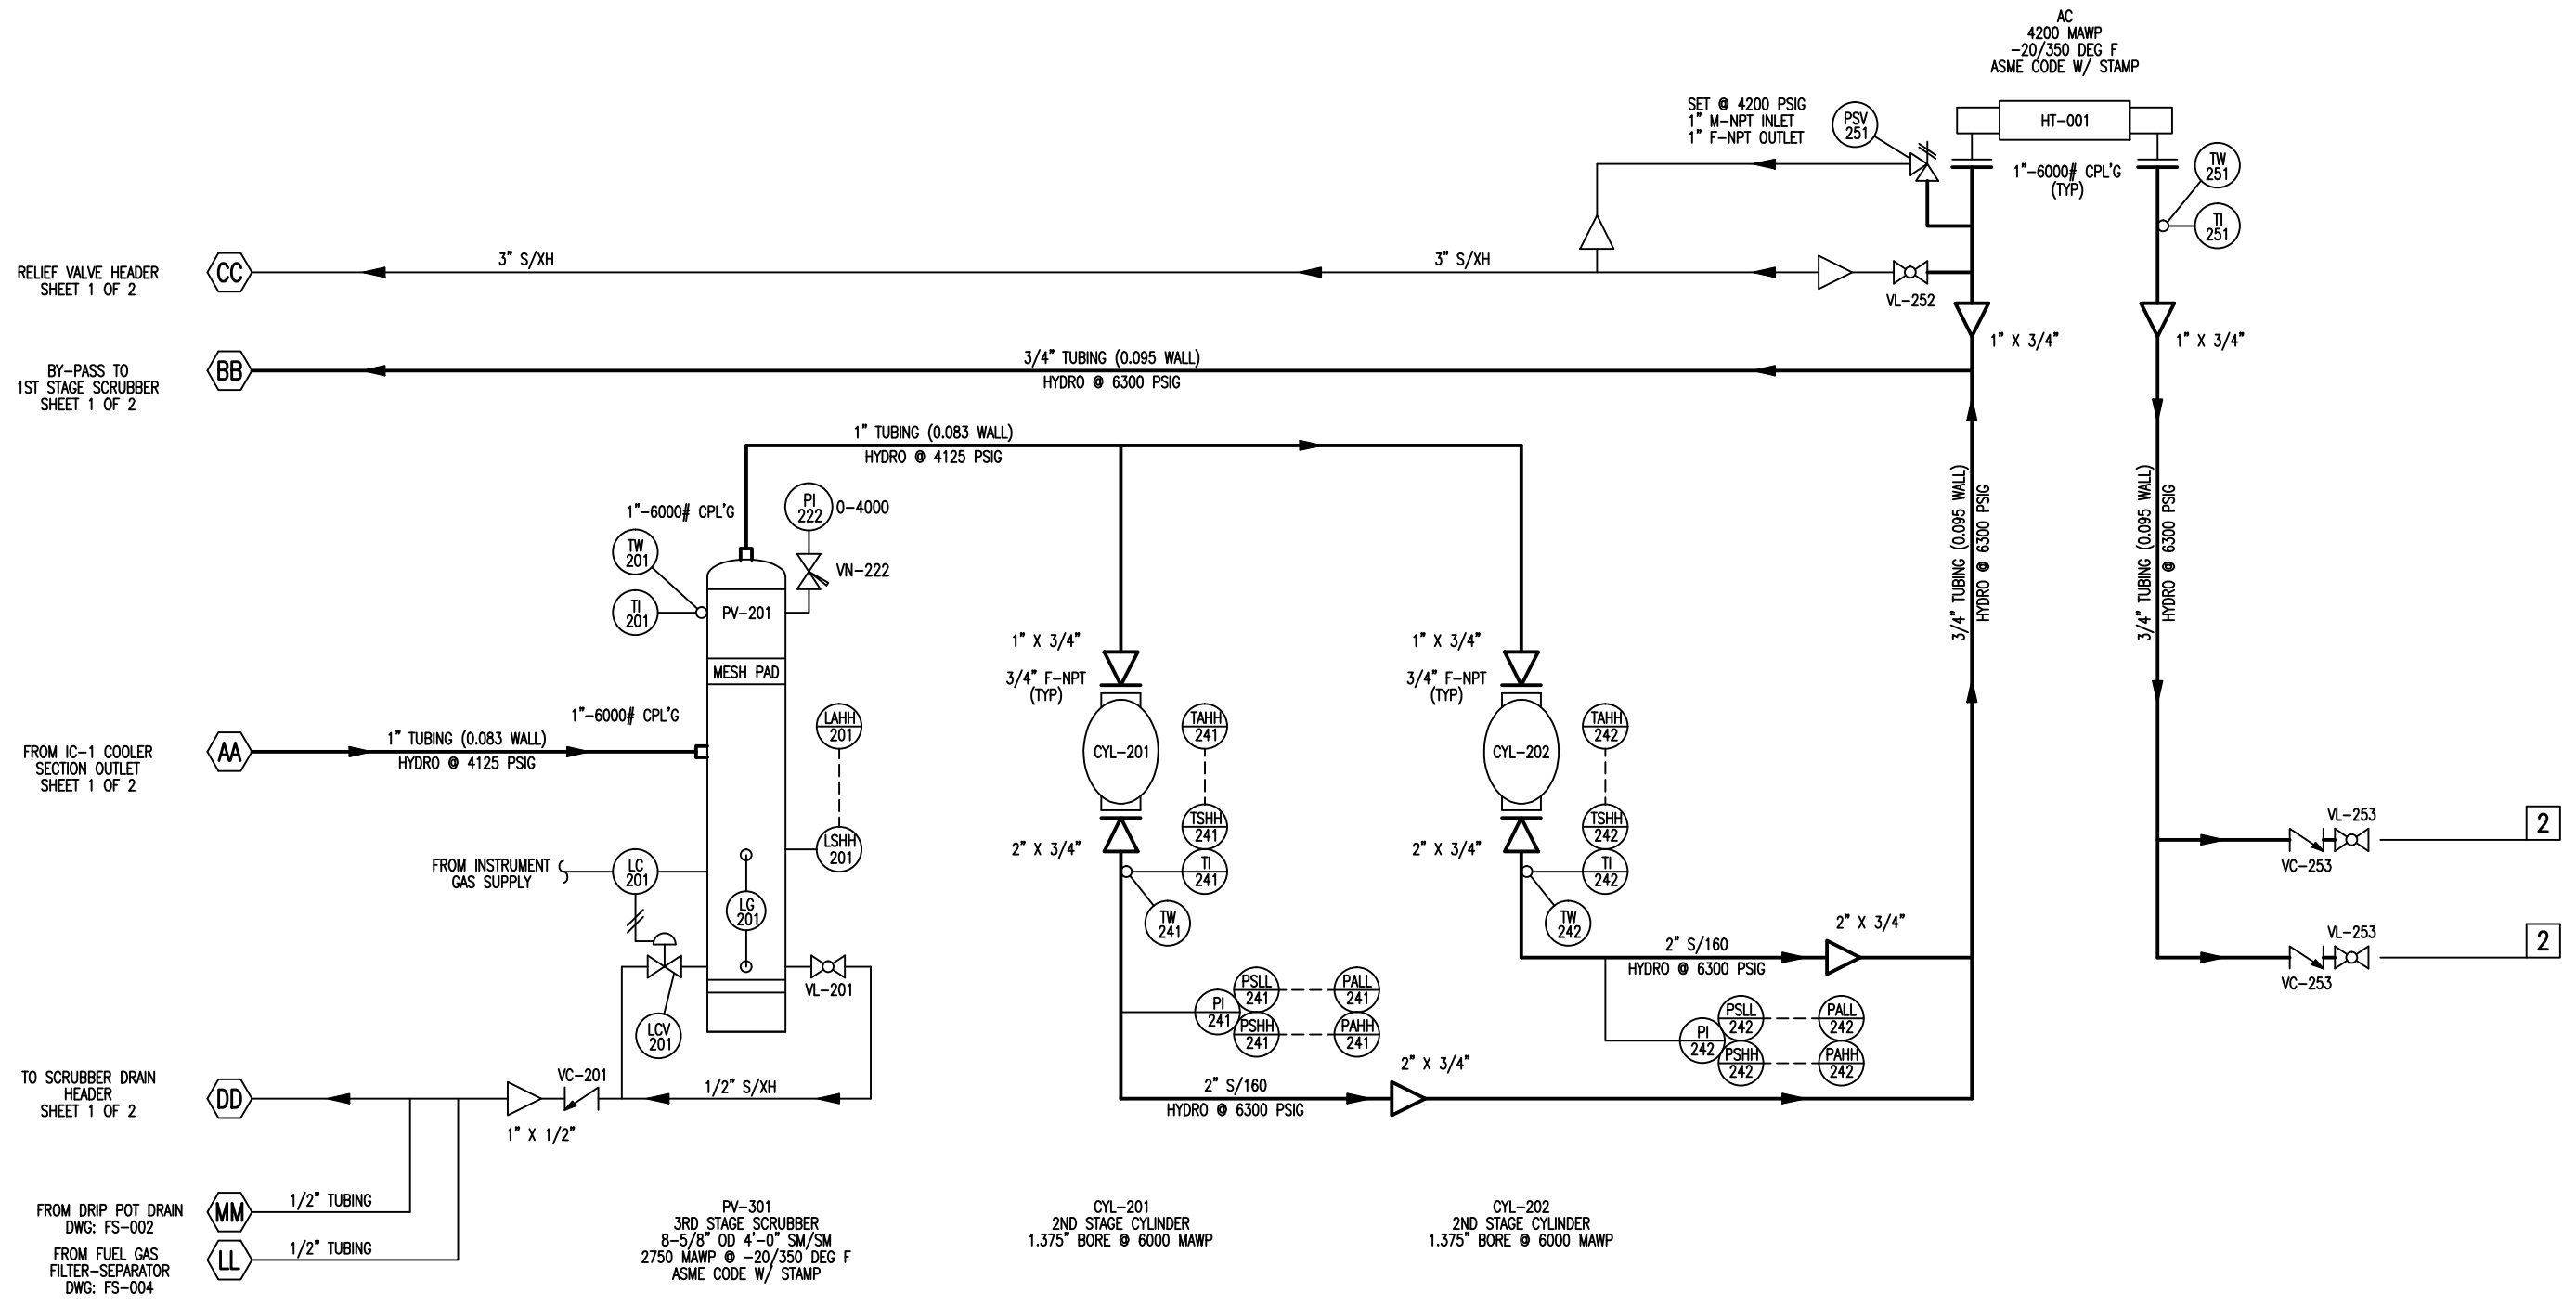 AC
4200 MAWP
-20/350 DEG F
ASME CODE W/ STAMP
SET @ 4200 PSIG
1" M-NPT INLET
1" F-NPT OUTLET
PSV
251
HT-001
1"-6000# CPL'G
(TYP)
TW
251
TI
251
RELIEF VALVE HEADER
SHEET 1 OF 2
CC
3" S/XH
3" S/XH
VL-252
1" X 3/4"
1" X 3/4"
BY-PASS TO
1ST STAGE SCRUBBER
SHEET 1 OF 2
BB
3/4" TUBING (0.095 WALL)
HYDRO @ 6300 PSIG
1" TUBING (0.083 WALL)
HYDRO @ 4125 PSIG
3/4" TUBING (0.095 WALL)
HYDRO @ 6300 PSIG
3/4" TUBING (0.095 WALL)
HYDRO @ 6300 PSIG
1"-6000# CPL'G
PI
222
0-4000
VN-222
TW
201
TI
201
PV-201
MESH PAD
1" X 3/4"
3/4" F-NPT
(TYP)
1" X 3/4"
3/4" F-NPT
(TYP)
1"-6000# CPL'G
FROM IC-1 COOLER
SECTION OUTLET
SHEET 1 OF 2
AA
1" TUBING (0.083 WALL)
HYDRO @ 4125 PSIG
LAHH
201
LSHH
201
CYL-201
TAHH
241
TSHH
241
TI
241
TW
241
2" X 3/4"
CYL-202
TAHH
242
TSHH
242
TI
242
TW
242
2" X 3/4"
FROM INSTRUMENT
GAS SUPPLY
LC
201
LG
201
LCV
201
VL-201
VL-253
VC-253
2
VL-253
VC-253
2
2" X 3/4"
2" S/160
HYDRO @ 6300 PSIG
PI
241
PSLL
241
PSHH
241
PALL
241
PAHH
241
PI
242
PSLL
242
PSHH
242
PALL
242
PAHH
242
2" X 3/4"
2" S/160
HYDRO @ 6300 PSIG
TO SCRUBBER DRAIN
HEADER
SHEET 1 OF 2
DD
VC-201
1/2" S/XH
1" X 1/2"
FROM DRIP POT DRAIN
DWG: FS-002
MM
1/2" TUBING
FROM FUEL GAS
FILTER-SEPARATOR
DWG: FS-004
LL
1/2" TUBING
PV-301
3RD STAGE SCRUBBER
8-5/8" OD 4'-0" SM/SM
2750 MAWP @ -20/350 DEG F
ASME CODE W/ STAMP
CYL-201
2ND STAGE CYLINDER
1.375" BORE @ 6000 MAWP
CYL-202
2ND STAGE CYLINDER
1.375" BORE @ 6000 MAWP